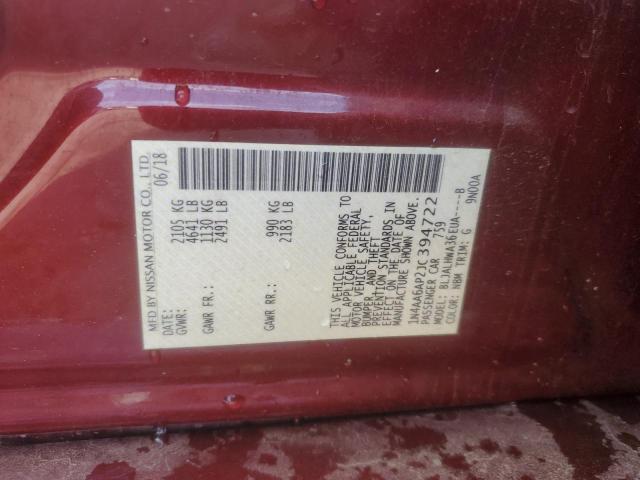 MFD BY NISSAN MOTOR CO., LTD.
DATE: 06/18
GVWR: 2105 KG
4641 LB
GAWR FR.: 1130 KG
2491 LB
GAWR RR.: 990 KG
2183 LB
THIS VEHICLE CONFORMS TO
ALL APPLICABLE FEDERAL
MOTOR VEHICLE SAFETY,
BUMPER, AND THEFT
PREVENTION STANDARDS IN
EFFECT ON THE DATE OF
MANUFACTURE SHOWN ABOVE.
1N4AA6AP2JC394722
PASSENGER CAR 759
MODEL: BLJALHWA36EUA----B
COLOR: NBM TRIM: G 9N00A